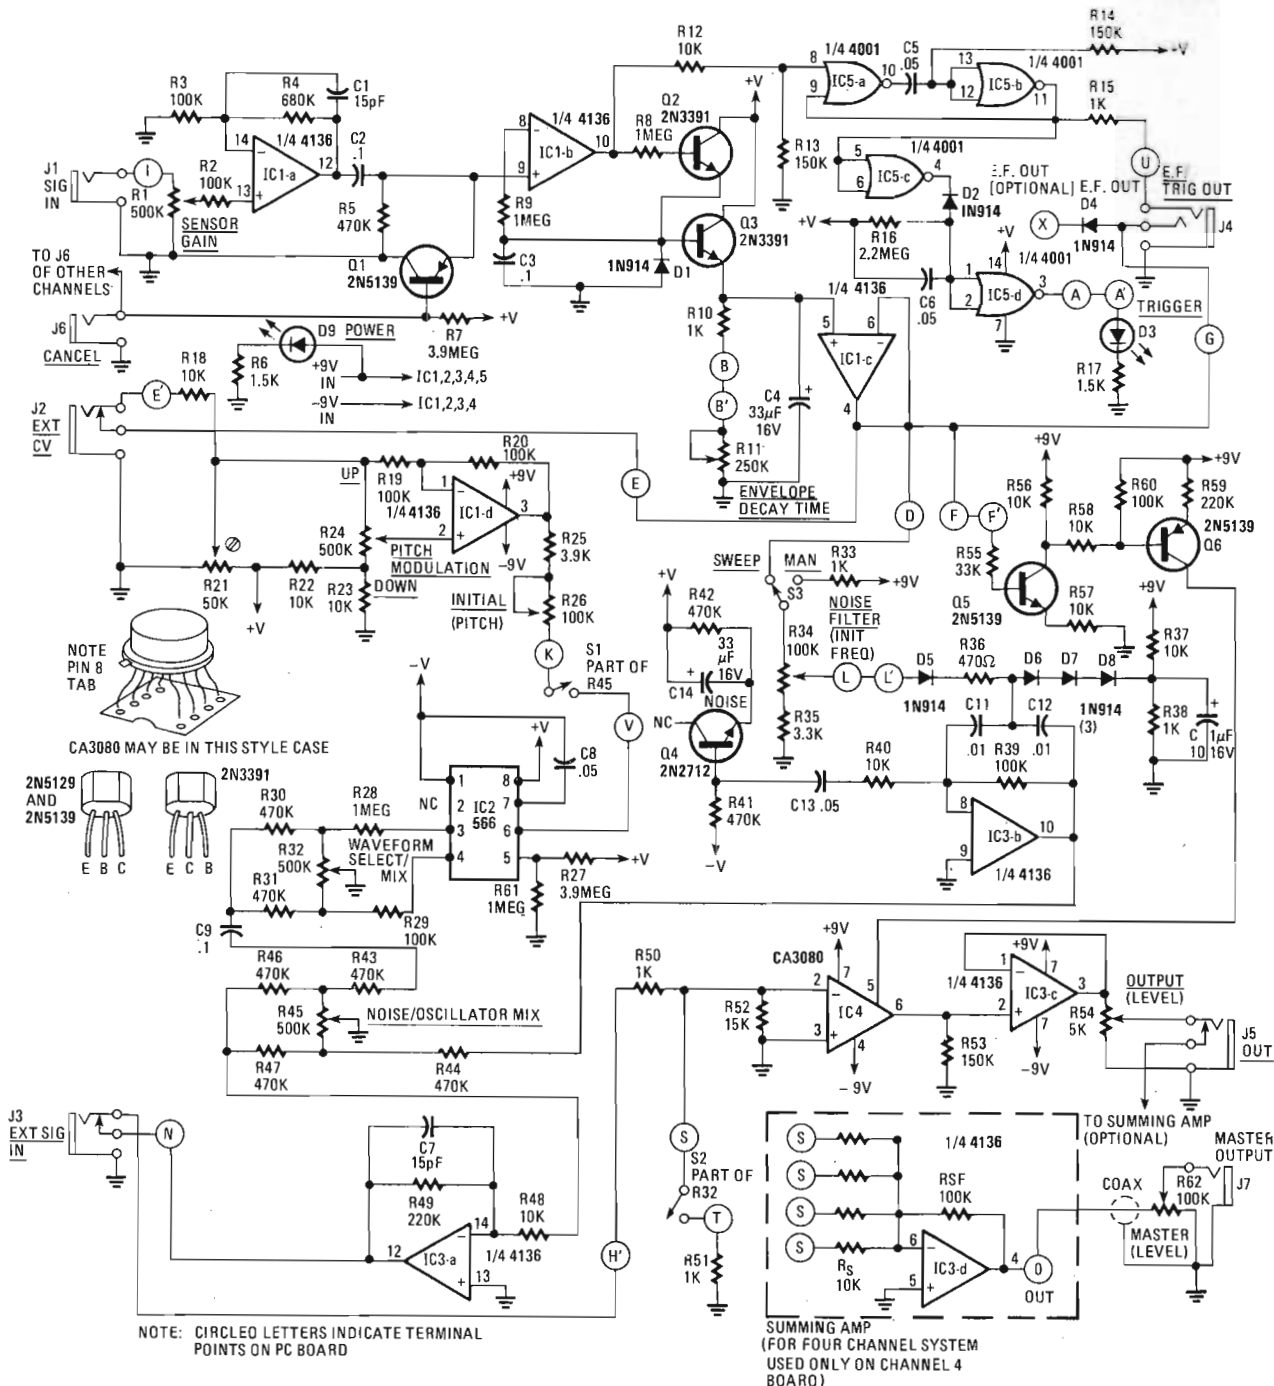 R14
150K
+V
R12
10K
1/4 4001
C5
.05
8
9
IC5-a
10
13
12
IC5-b
11
1/4 4001
R15
1K
R3
100K
R4
680K
C1
15pF
1/4 4136
14
13
IC1-a
12
C2
.1
Q2
2N3391
+V
1/4 4136
8
9
IC1-b
10
R8
1MEG
R13
150K
1/4 4001
5
6
IC5-c
4
U
E.F/
TRIG OUT
J4
J1
SIG
IN
i
R1
500K
R2
100K
SENSOR
GAIN
R5
470K
R9
1MEG
Q3
2N3391
D2
1N914
E.F. OUT
[OPTIONAL]
E.F. OUT
D4
X
1N914
+V
R16
2.2MEG
+V
14
1/4 4001
1
2
IC5-d
3
7
A
A'
TRIGGER
TO J6
OF OTHER
CHANNELS
Q1
2N5139
C3
.1
1N914
D1
1/4 4136
C6
.05
J6
CANCEL
D9
POWER
R7
3.9MEG
+V
R10
1K
5
6
IC1-c
4
D3
R17
1.5K
G
R18
10K
R6
1.5K
+9V
IN
IC1,2,3,4,5
-9V
IN
IC1,2,3,4
B
B'
C4
33µF
16V
J2
EXT
CV
E'
R20
100K
UP
R19
100K
1/4 4136
1
2
IC1-d
3
+9V
-9V
E
R11
250K
ENVELOPE
DECAY TIME
D
F
F'
+9V
R56
10K
R60
100K
+9V
R59
220K
R58
10K
2N5139
Q6
R24
500K
PITCH
MODULATION
R25
3.9K
SWEEP
MAN
R33
1K
+9V
S3
R55
33K
R21
50K
R22
10K
R23
10K
DOWN
+V
INITIAL
(PITCH)
R26
100K
R42
470K
NOISE
FILTER
(INIT
FREQ)
Q5
2N5139
R57
10K
+9V
R37
10K
NOTE
PIN 8
TAB
K
S1
PART OF
R45
33
µF
16V
C14
R34
100K
L
L'
D5
1N914
R36
470Ω
D6
D7
D8
1N914
(3)
-V
NOISE
NC
CA3080 MAY BE IN THIS STYLE CASE
+V
C8
.05
V
Q4
2N2712
R35
3.3K
C11
.01
C12
.01
R38
1K
C
10
1µF
16V
2N5129
AND
2N5139
2N3391
E B C
E C B
R30
470K
R28
1MEG
NC
1
2
3
4
IC2
566
8
7
6
5
R40
10K
R39
100K
C13 .05
R41
470K
-V
8
9
IC3-b
10
1/4 4136
R32
500K
WAVEFORM
SELECT/
MIX
R31
470K
R29
100K
R61
1MEG
R27
3.9MEG
+V
C9
.1
R46
470K
R43
470K
R50
1K
+9V
CA3080
2
3
7
5
IC4
6
4
-9V
1/4 4136
+9V
1
2
7
IC3-c
3
7
-9V
OUTPUT
(LEVEL)
R54
5K
J5
OUT
R45
500K
NOISE/OSCILLATOR MIX
R52
15K
R53
150K
R47
470K
R44
470K
J3
EXT SIG
IN
N
C7
15pF
R49
220K
S
S2
PART OF
R32
T
R51
1K
TO SUMMING AMP
(OPTIONAL)
MASTER
OUTPUT
S
S
S
S
1/4 4136
RSF
100K
COAX
R62
100K
J7
R48
10K
12
IC3-a
14
13
1/4 4136
H'
RS
10K
6
5
IC3-d
4
O
OUT
MASTER
(LEVEL)
NOTE: CIRCLED LETTERS INDICATE TERMINAL
POINTS ON PC BOARD
SUMMING AMP
(FOR FOUR CHANNEL SYSTEM
USED ONLY ON CHANNEL 4
BOARD)